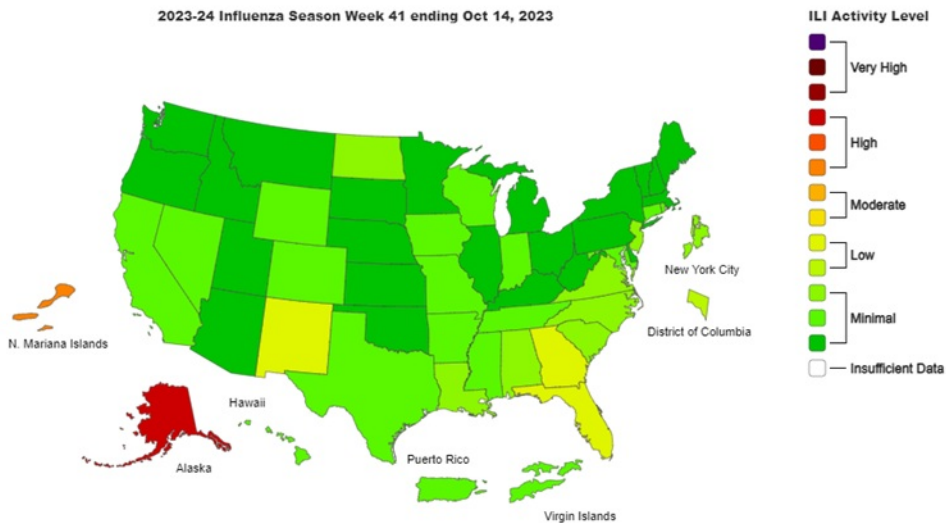 2023-24 Influenza Season Week 41 ending Oct 14, 2023
ILI Activity Level
Very High
High
Moderate
Low
Minimal
Insufficient Data
New York City
District of Columbia
N. Mariana Islands
Hawaii
Alaska
Puerto Rico
Virgin Islands